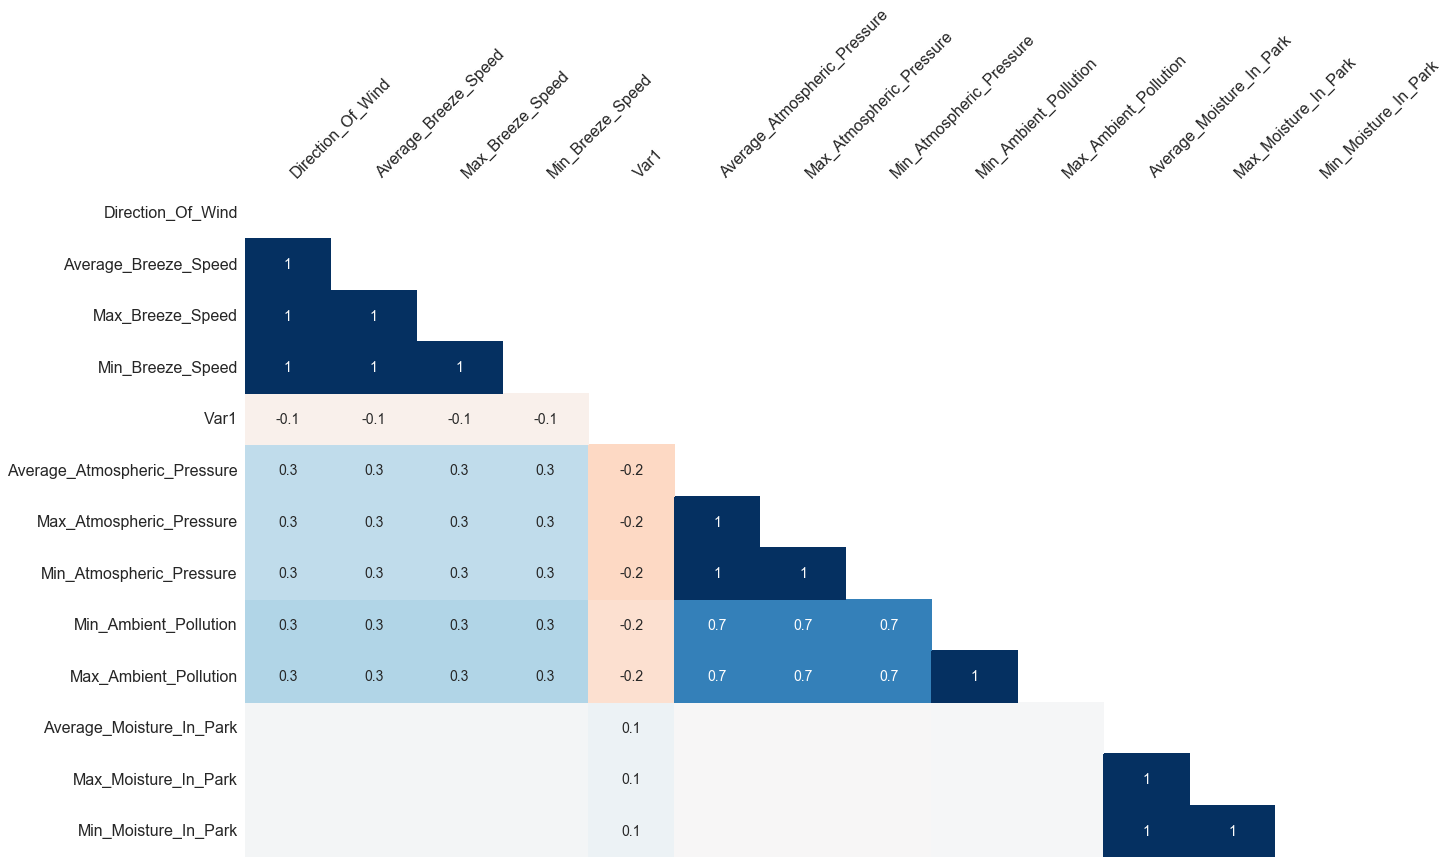 Direction_Of_Wind
Average_Breeze_Speed
Max_Breeze_Speed
Min_Breeze_Speed
Var1
Average_Atmospheric_Pressure
Max_Atmospheric_Pressure
Min_Atmospheric_Pressure
Min_Ambient_Pollution
Max_Ambient_Pollution
Average_Moisture_In_Park
Max_Moisture_In_Park
Min_Moisture_In_Park
Direction_Of_Wind
Average_Breeze_Speed 1
Max_Breeze_Speed 1 1
Min_Breeze_Speed 1 1 1
Var1 -0.1 -0.1 -0.1 -0.1
Average_Atmospheric_Pressure 0.3 0.3 0.3 0.3 -0.2
Max_Atmospheric_Pressure 0.3 0.3 0.3 0.3 -0.2 1
Min_Atmospheric_Pressure 0.3 0.3 0.3 0.3 -0.2 1 1
Min_Ambient_Pollution 0.3 0.3 0.3 0.3 -0.2 0.7 0.7 0.7
Max_Ambient_Pollution 0.3 0.3 0.3 0.3 -0.2 0.7 0.7 0.7 1
Average_Moisture_In_Park 0.1
Max_Moisture_In_Park 0.1 1
Min_Moisture_In_Park 0.1 1 1